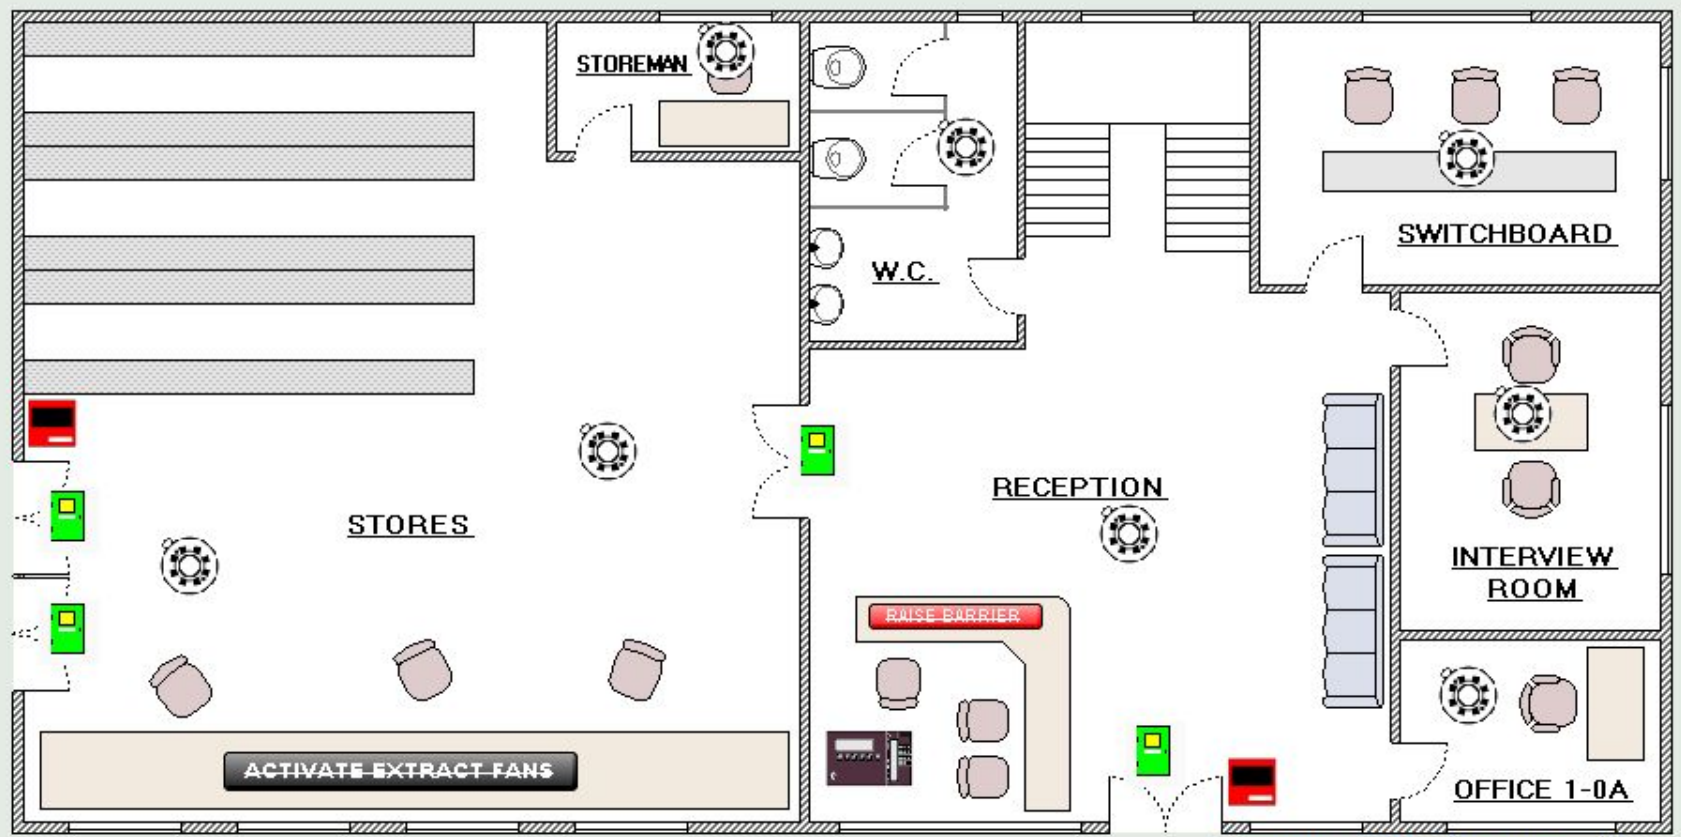 STOREMAN
SWITCHBOARD
W.C.
RECEPTION
STORES
INTERVIEW
ROOM
RAISE BARRIER
ACTIVATE EXTRACT FANS
OFFICE 1-0A